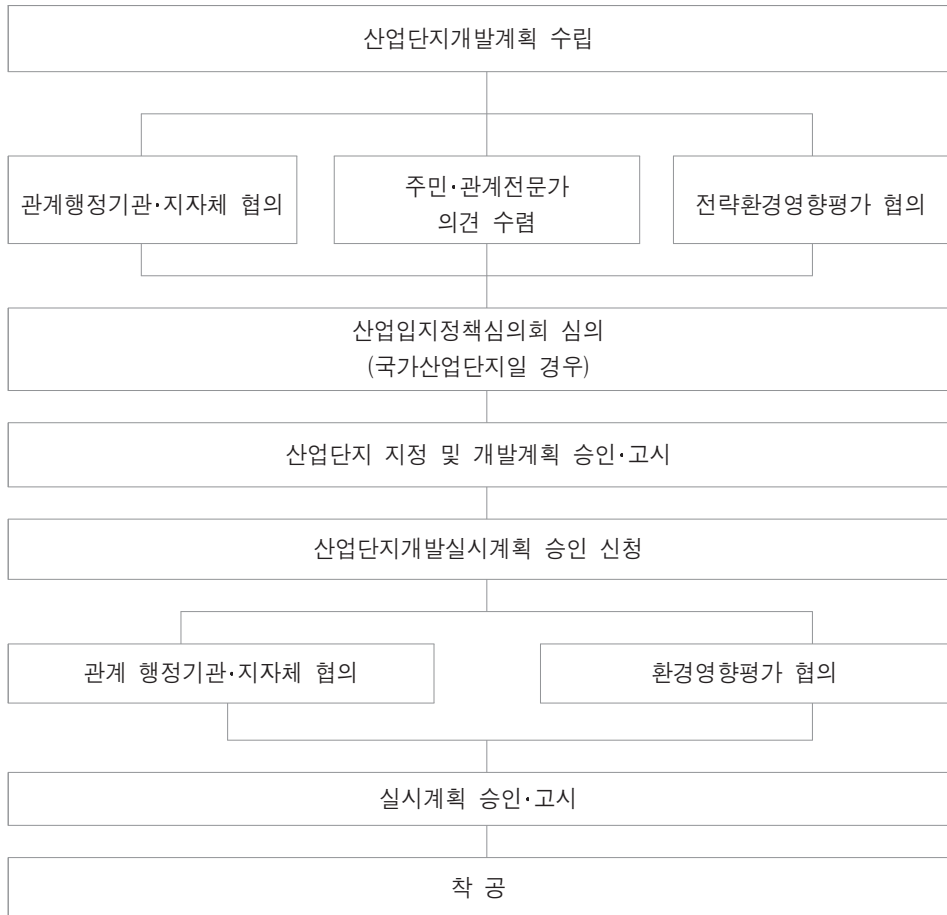 산업단지개발계획 수립
관계행정기관·지자체 협의
주민·관계전문가
의견 수렴
전략환경영향평가 협의
산업입지정책심의회 심의
(국가산업단지일 경우)
산업단지 지정 및 개발계획 승인·고시
산업단지개발실시계획 승인 신청
관계 행정기관·지자체 협의
환경영향평가 협의
실시계획 승인·고시
착 공